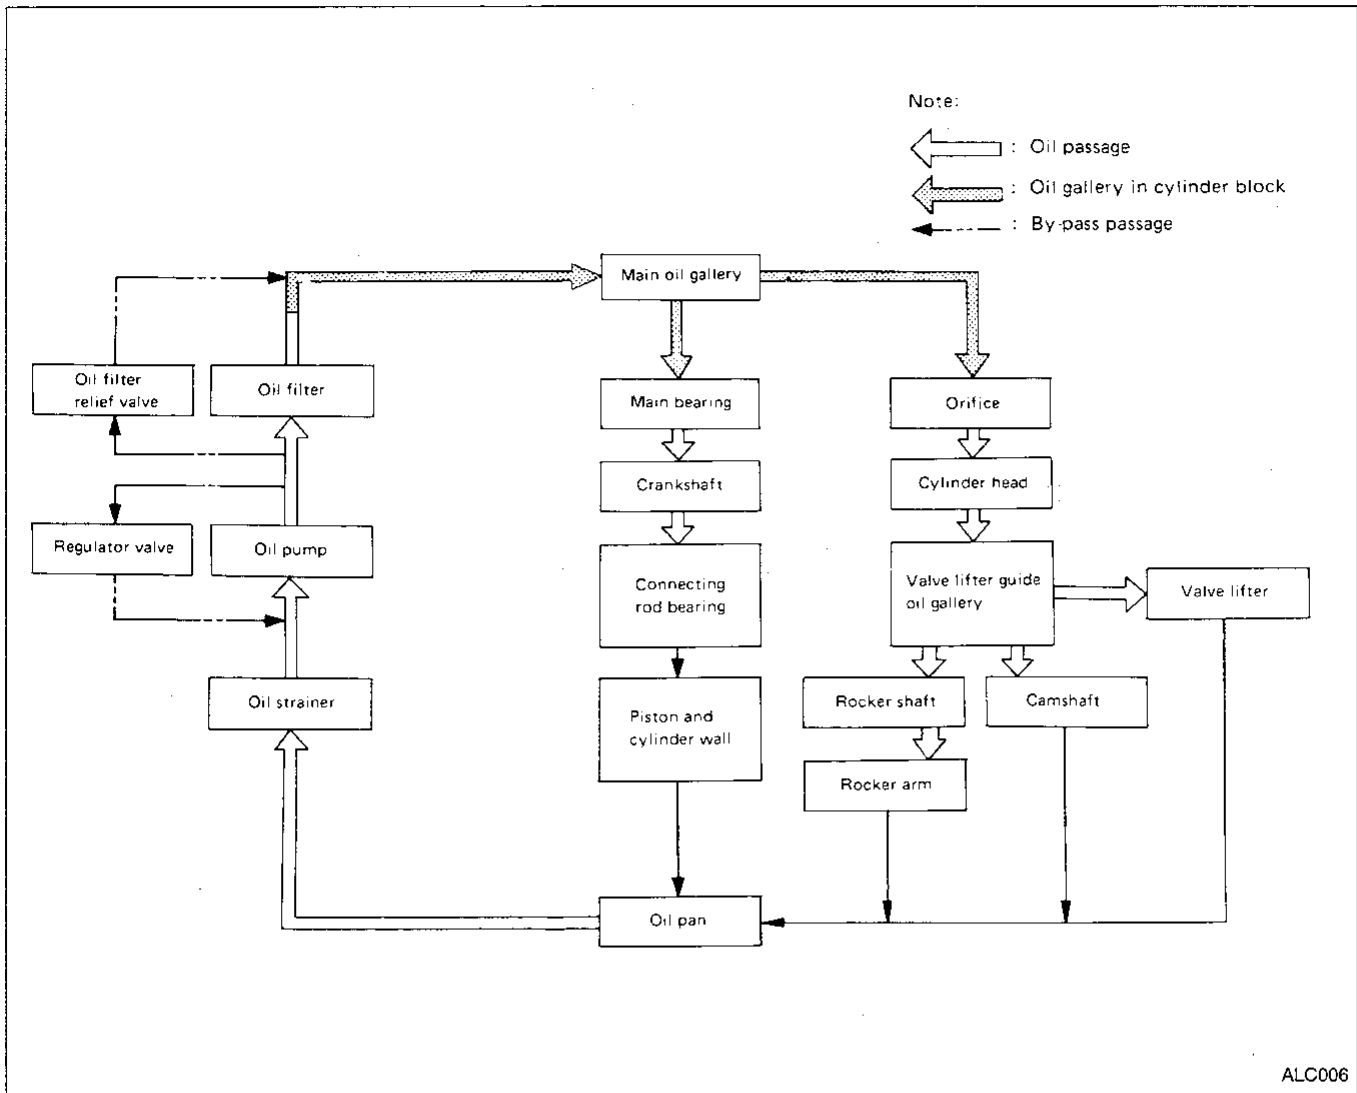 Note:
: Oil passage
: Oil gallery in cylinder block
: By-pass passage
Main oil gallery
Oil filter
relief valve
Oil filter
Main bearing
Orifice
Crankshaft
Cylinder head
Regulator valve
Oil pump
Connecting
rod bearing
Valve lifter guide
oil gallery
Valve lifter
Oil strainer
Piston and
cylinder wall
Rocker shaft
Camshaft
Rocker arm
Oil pan
ALC006